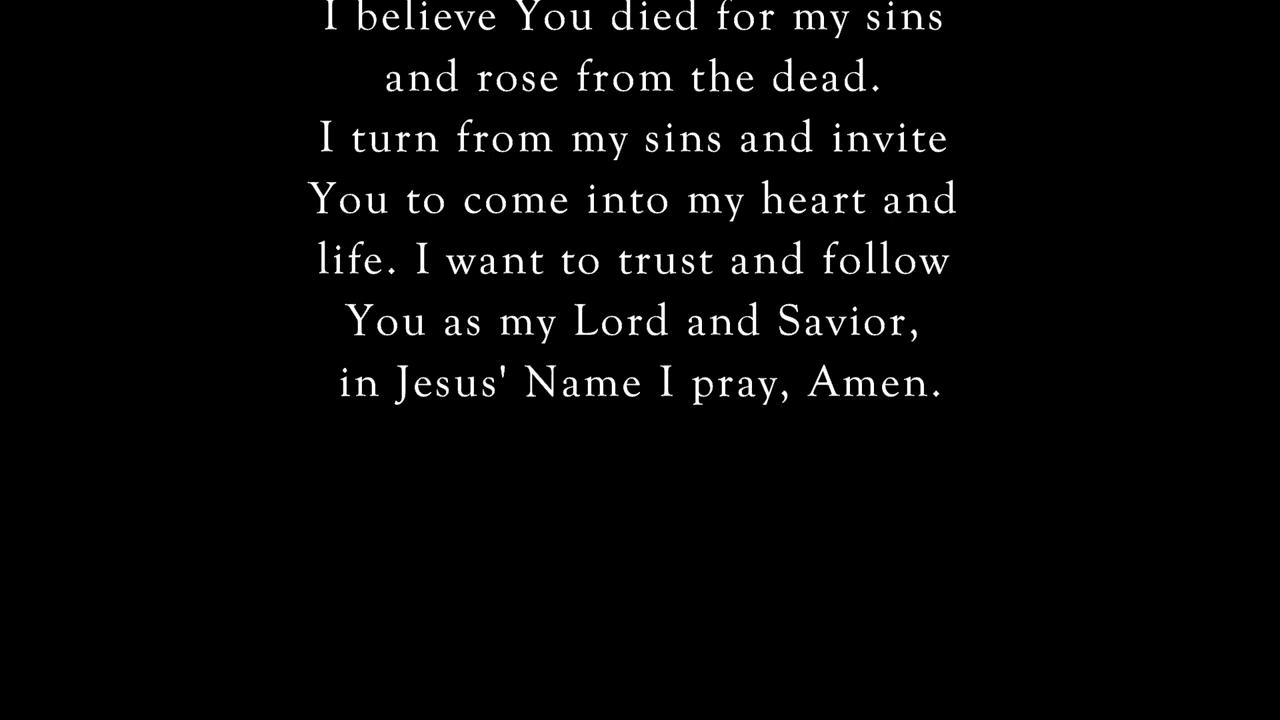 I believe You died for my sins
and rose from the dead.
I turn from my sins and invite
You to come into my heart and
life. I want to trust and follow
You as my Lord and Savior,
in Jesus' Name I pray, Amen.